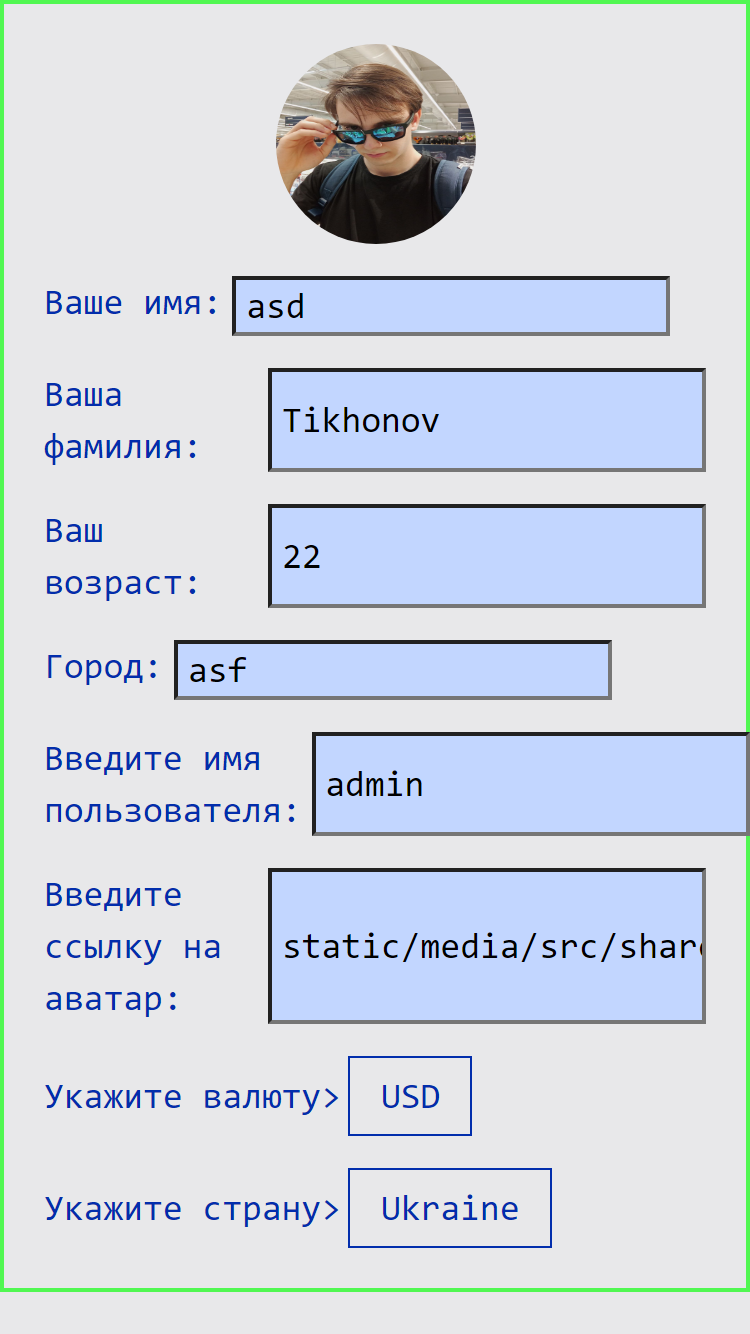 Ваше имя: asd
Ваша
фамилия:
Tikhonov
Ваш
возраст:
22
Город: asf
Введите имя
пользователя:
admin
Введите
ссылку на
аватар:
static/media/src/share
Укажите валюту> USD
Укажите страну> Ukraine